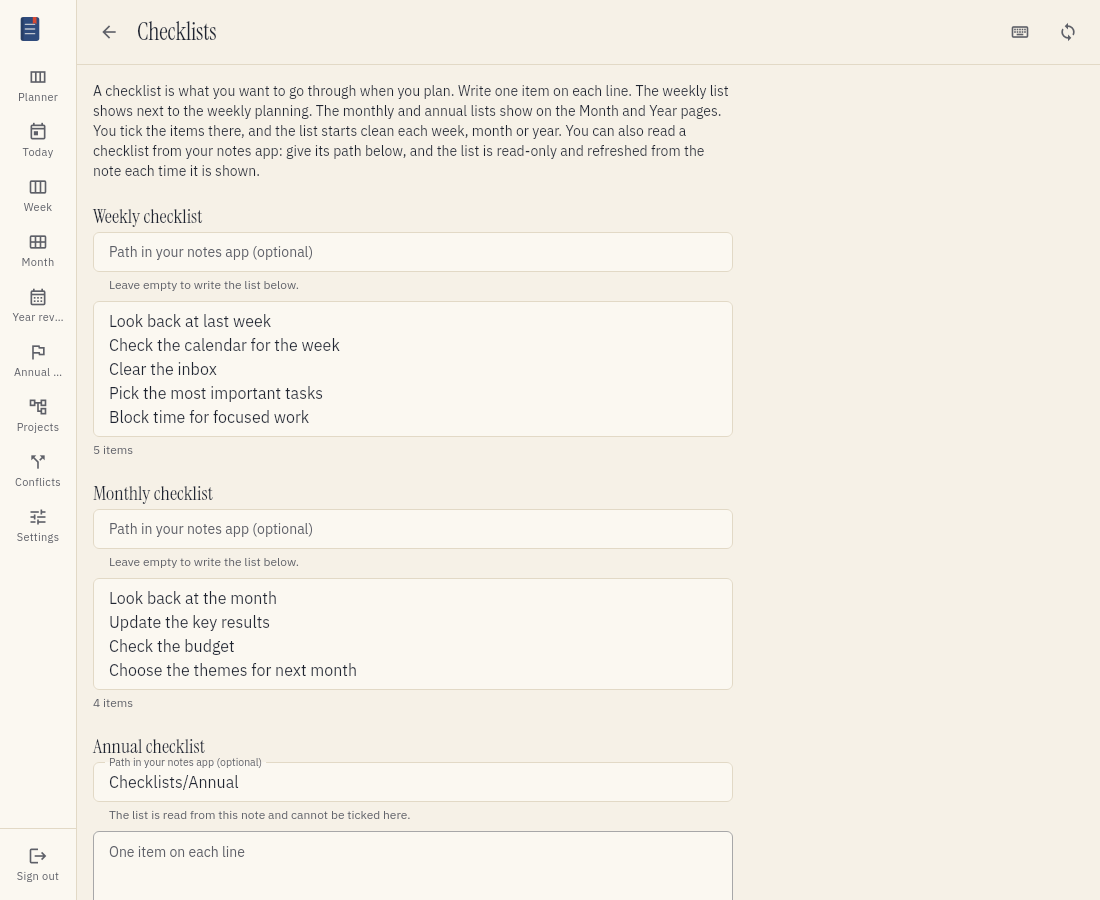 Checklists
Planner
Today
Week
Month
Year rev...
Annual ...
Projects
Conflicts
Settings
Sign out
A checklist is what you want to go through when you plan. Write one item on each line. The weekly list
shows next to the weekly planning. The monthly and annual lists show on the Month and Year pages.
You tick the items there, and the list starts clean each week, month or year. You can also read a
checklist from your notes app: give its path below, and the list is read-only and refreshed from the
note each time it is shown.
Weekly checklist
Path in your notes app (optional)
Leave empty to write the list below.
Look back at last week
Check the calendar for the week
Clear the inbox
Pick the most important tasks
Block time for focused work
5 items
Monthly checklist
Path in your notes app (optional)
Leave empty to write the list below.
Look back at the month
Update the key results
Check the budget
Choose the themes for next month
4 items
Annual checklist
Path in your notes app (optional)
Checklists/Annual
The list is read from this note and cannot be ticked here.
One item on each line